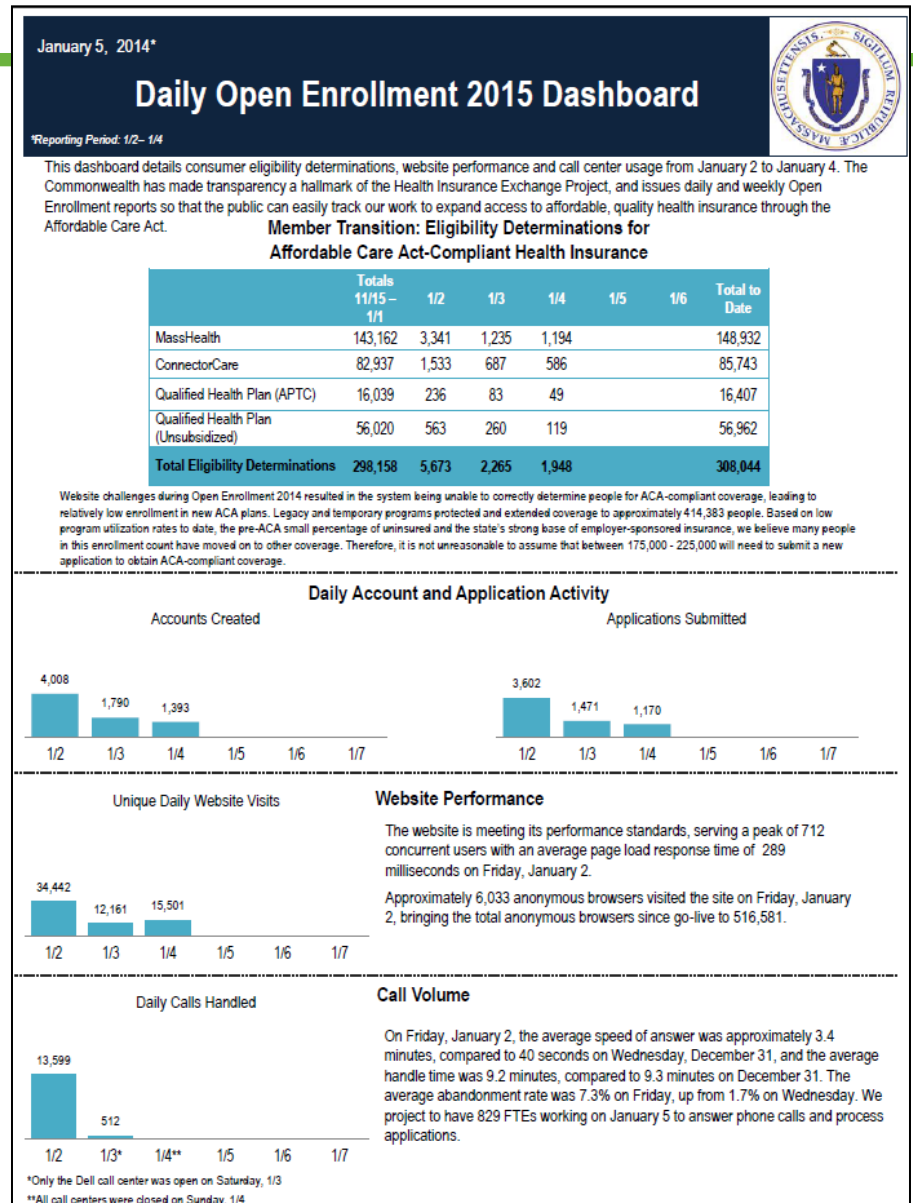 January 5, 2014*
Daily Open Enrollment 2015 Dashboard
*Reporting Period: 1/2– 1/4
MASSACHUSETTENSIS. SIGILLUM REIPUBLICÆ
This dashboard details consumer eligibility determinations, website performance and call center usage from January 2 to January 4. The
Commonwealth has made transparency a hallmark of the Health Insurance Exchange Project, and issues daily and weekly Open
Enrollment reports so that the public can easily track our work to expand access to affordable, quality health insurance through the
Affordable Care Act.
Member Transition: Eligibility Determinations for
Affordable Care Act-Compliant Health Insurance
Totals
11/15 –
1/1
1/2 1/3 1/4 1/5 1/6 Total to
Date
MassHealth 143,162 3,341 1,235 1,194 148,932
ConnectorCare 82,937 1,533 687 586 85,743
Qualified Health Plan (APTC) 16,039 236 83 49 16,407
Qualified Health Plan
(Unsubsidized) 56,020 563 260 119 56,962
Total Eligibility Determinations 298,158 5,673 2,265 1,948 308,044
Website challenges during Open Enrollment 2014 resulted in the system being unable to correctly determine people for ACA-compliant coverage, leading to
relatively low enrollment in new ACA plans. Legacy and temporary programs protected and extended coverage to approximately 414,383 people. Based on low
program utilization rates to date, the pre-ACA small percentage of uninsured and the state's strong base of employer-sponsored insurance, we believe many people
in this enrollment count have moved on to other coverage. Therefore, it is not unreasonable to assume that between 175,000 - 225,000 will need to submit a new
application to obtain ACA-compliant coverage.
Daily Account and Application Activity
Accounts Created
4,008
1,790
1,393
1/2 1/3 1/4 1/5 1/6 1/7
Applications Submitted
3,602
1,471
1,170
1/2 1/3 1/4 1/5 1/6 1/7
Unique Daily Website Visits
34,442
12,161
15,501
1/2 1/3 1/4 1/5 1/6 1/7
Website Performance
The website is meeting its performance standards, serving a peak of 712
concurrent users with an average page load response time of 289
milliseconds on Friday, January 2.
Approximately 6,033 anonymous browsers visited the site on Friday, January
2, bringing the total anonymous browsers since go-live to 516,581.
Daily Calls Handled
13,599
512
1/2 1/3* 1/4** 1/5 1/6 1/7
*Only the Dell call center was open on Saturday, 1/3
**All call centers were closed on Sunday, 1/4
Call Volume
On Friday, January 2, the average speed of answer was approximately 3.4
minutes, compared to 40 seconds on Wednesday, December 31, and the average
handle time was 9.2 minutes, compared to 9.3 minutes on December 31. The
average abandonment rate was 7.3% on Friday, up from 1.7% on Wednesday. We
project to have 829 FTEs working on January 5 to answer phone calls and process
applications.